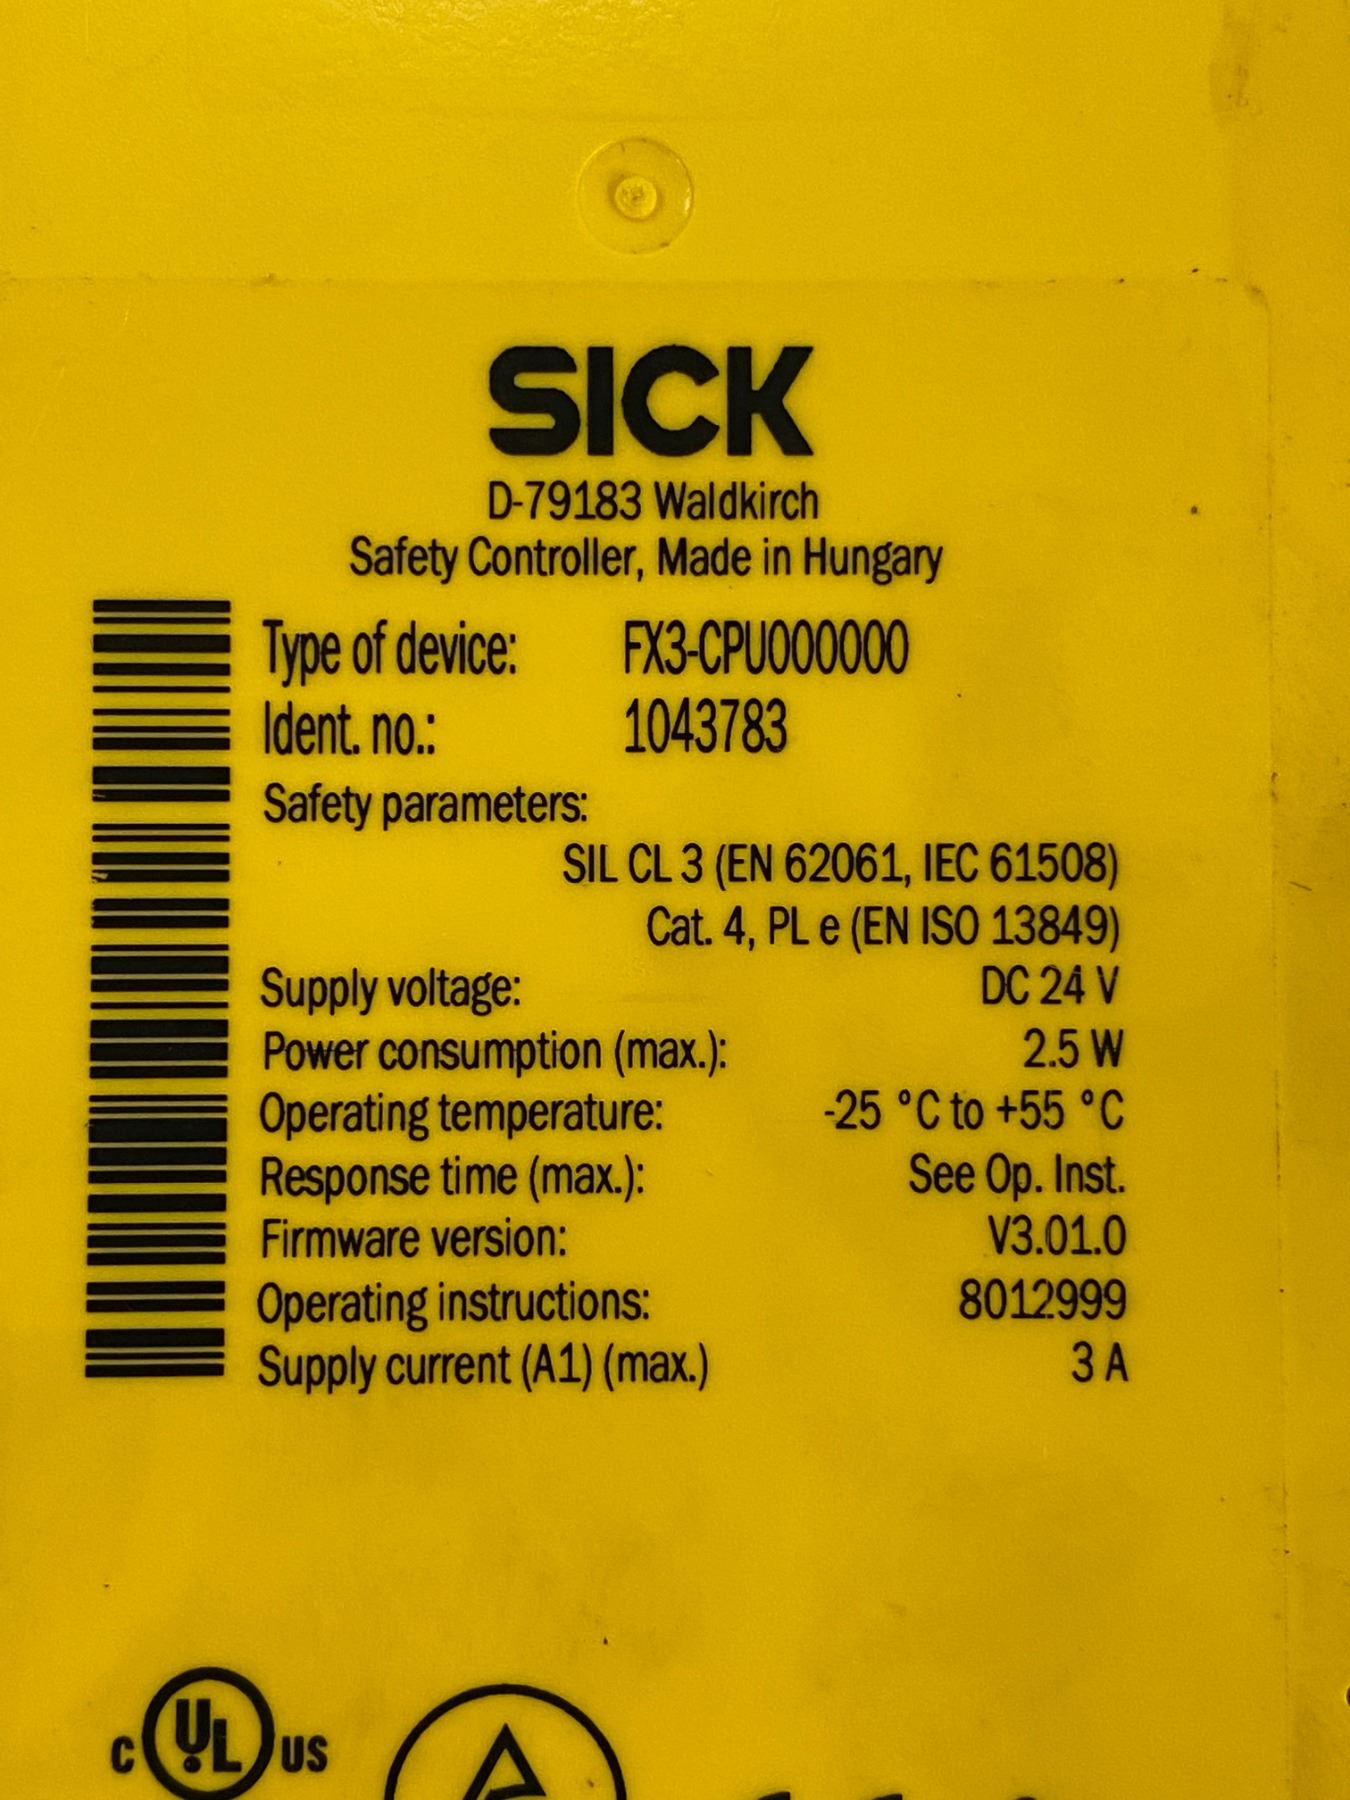 SICK
D-79183 Waldkirch
Safety Controller, Made in Hungary
Type of device: FX3-CPU000000
Ident. no.: 1043783
Safety parameters:
SIL CL 3 (EN 62061, IEC 61508)
Cat. 4, PL e (EN ISO 13849)
Supply voltage: DC 24 V
Power consumption (max.): 2.5 W
Operating temperature: -25 °C to +55 °C
Response time (max.): See Op. Inst.
Firmware version: V3.01.0
Operating instructions: 8012999
Supply current (A1) (max.) 3 A
C UL US